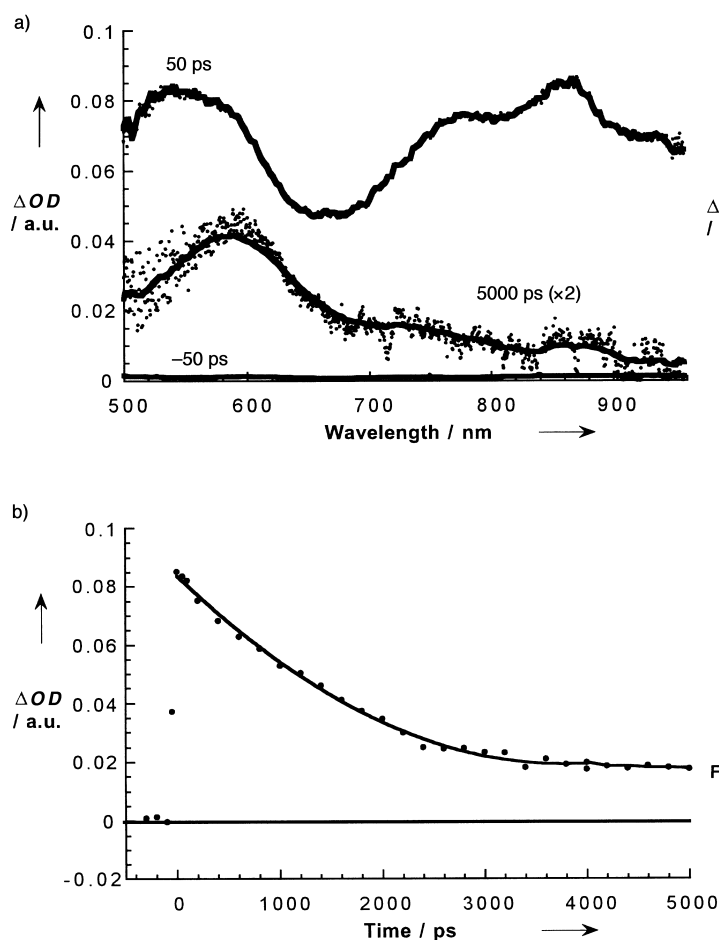 a)
0.1
50 ps
0.08
0.06
ΔOD
/ a.u.
Δ
/
0.04
5000 ps (×2)
0.02
–50 ps
0
500 600 700 800 900
Wavelength / nm
b)
0.1
0.08
0.06
ΔOD
/ a.u.
0.04
0.02
F
0
-0.02
0 1000 2000 3000 4000 5000
Time / ps